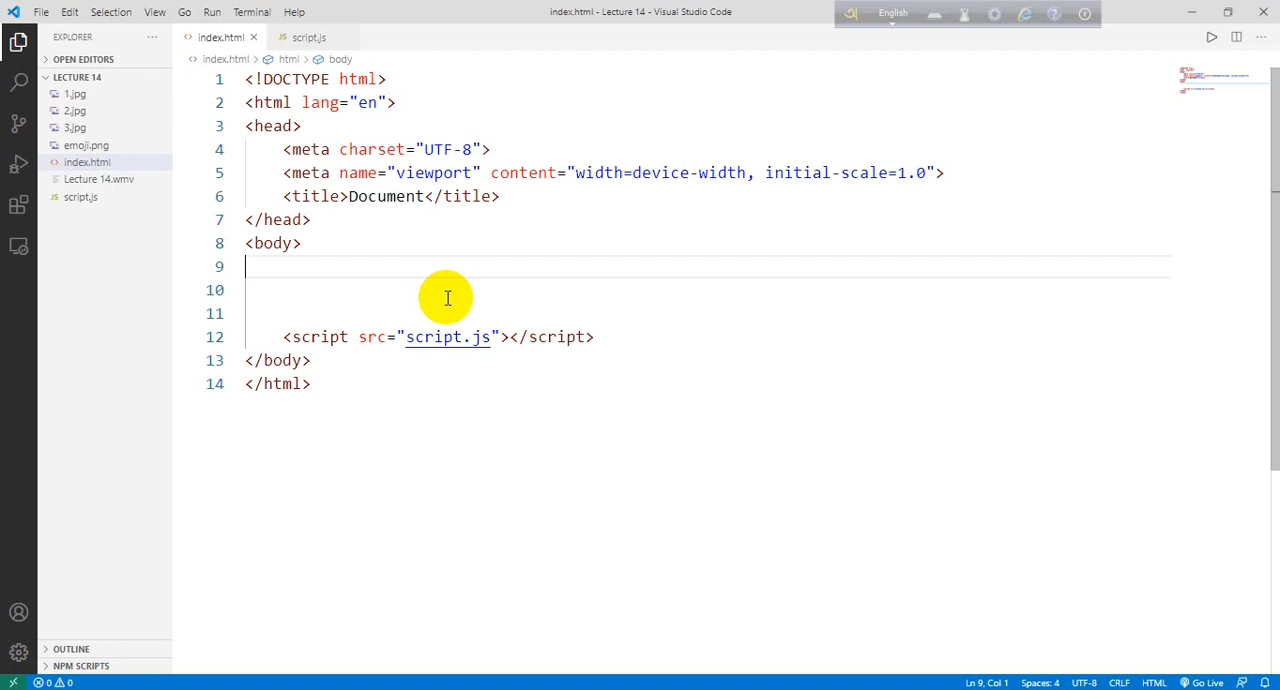 File Edit Selection View Go Run Terminal Help
index.html - Lecture 14 - Visual Studio Code
English
EXPLORER
OPEN EDITORS
LECTURE 14
1.jpg
2.jpg
3.jpg
emoji.png
index.html
Lecture 14.wmv
script.js
OUTLINE
NPM SCRIPTS
index.html script.js
index.html > html > body
1 <!DOCTYPE html>
2 <html lang="en">
3 <head>
4 <meta charset="UTF-8">
5 <meta name="viewport" content="width=device-width, initial-scale=1.0">
6 <title>Document</title>
7 </head>
8 <body>
9
10
11
12 <script src="script.js"></script>
13 </body>
14 </html>
0 0 Ln 9, Col 1 Spaces: 4 UTF-8 CRLF HTML Go Live